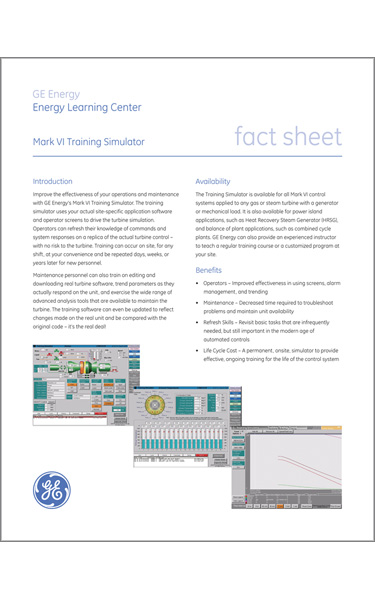 GE Energy
Energy Learning Center
Mark VI Training Simulator
fact sheet
Introduction
Improve the effectiveness of your operations and maintenance
with GE Energy's Mark VI Training Simulator. The training
simulator uses your actual site-specific application software
and operator screens to drive the turbine simulation.
Operators can refresh their knowledge of commands and
system responses on a replica of the actual turbine control –
with no risk to the turbine. Training can occur on site, for any
shift, at your convenience and be repeated days, weeks, or
years later for new personnel.
Maintenance personnel can also train on editing and
downloading real turbine software, trend parameters as they
actually respond on the unit, and exercise the wide range of
advanced analysis tools that are available to maintain the
turbine. The training software can even be updated to reflect
changes made on the real unit and be compared with the
original code – it's the real deal!
Availability
The Training Simulator is available for all Mark VI control
systems applied to any gas or steam turbine with a generator
or mechanical load. It is also available for power island
applications, such as Heat Recovery Steam Generator (HRSG),
and balance of plant applications, such as combined cycle
plants. GE Energy can also provide an experienced instructor
to teach a regular training course or a customized program at
your site.
Benefits
• Operators – Improved effectiveness in using screens, alarm
management, and trending
• Maintenance – Decreased time required to troubleshoot
problems and maintain unit availability
• Refresh Skills – Revisit basic tasks that are infrequently
needed, but still important in the modern age of
automated controls
• Life Cycle Cost – A permanent, onsite, simulator to provide
effective, ongoing training for the life of the control system
GE